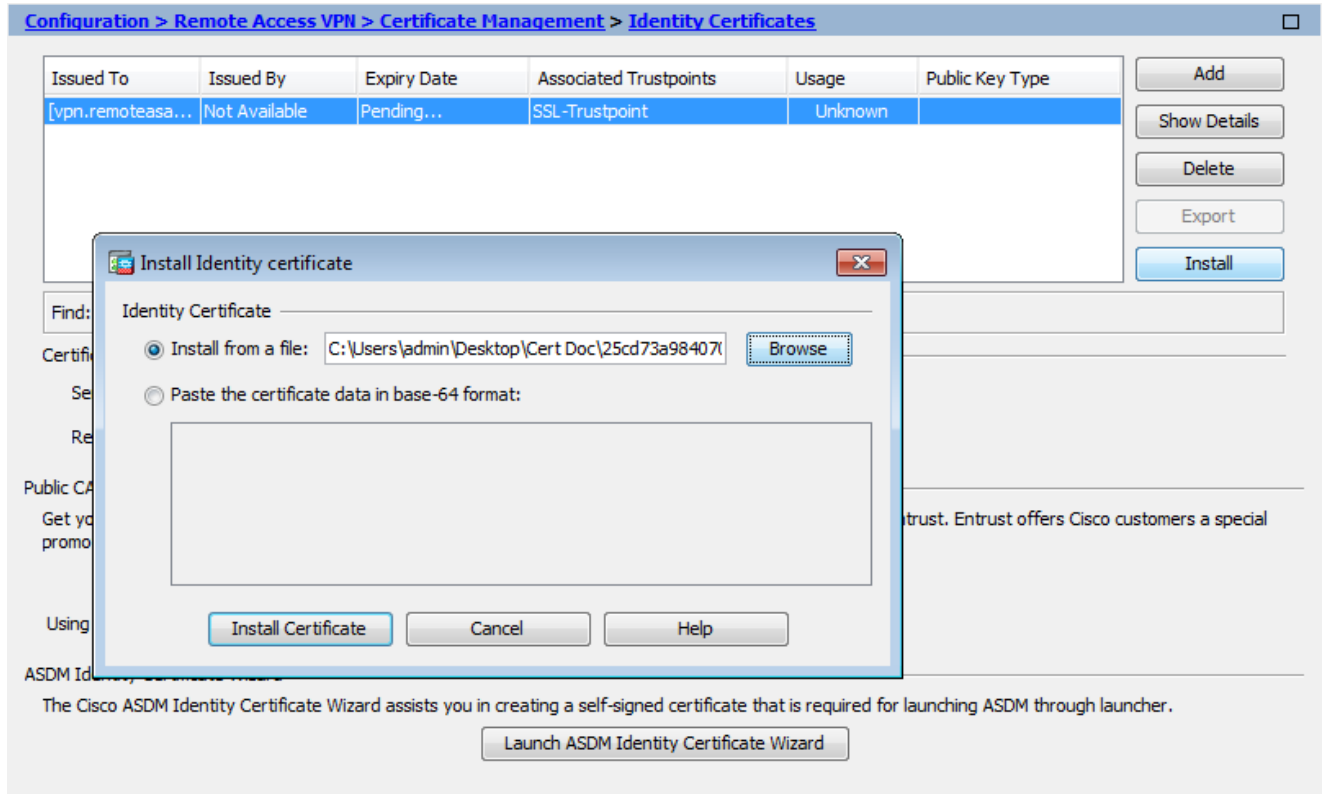 Configuration > Remote Access VPN > Certificate Management > Identity Certificates
Issued To Issued By Expiry Date Associated Trustpoints Usage Public Key Type
[vpn.remoteasa... Not Available Pending... SSL-Trustpoint Unknown
Add
Show Details
Delete
Export
Install
Install Identity certificate
Identity Certificate
Install from a file: C:\Users\admin\Desktop\Cert Doc\25cd73a98407( Browse
Paste the certificate data in base-64 format:
Install Certificate Cancel Help
Find:
Certifi
Se
Re
Public CA
Get yo trust. Entrust offers Cisco customers a special
promo
Using
ASDM Id
The Cisco ASDM Identity Certificate Wizard assists you in creating a self-signed certificate that is required for launching ASDM through launcher.
Launch ASDM Identity Certificate Wizard